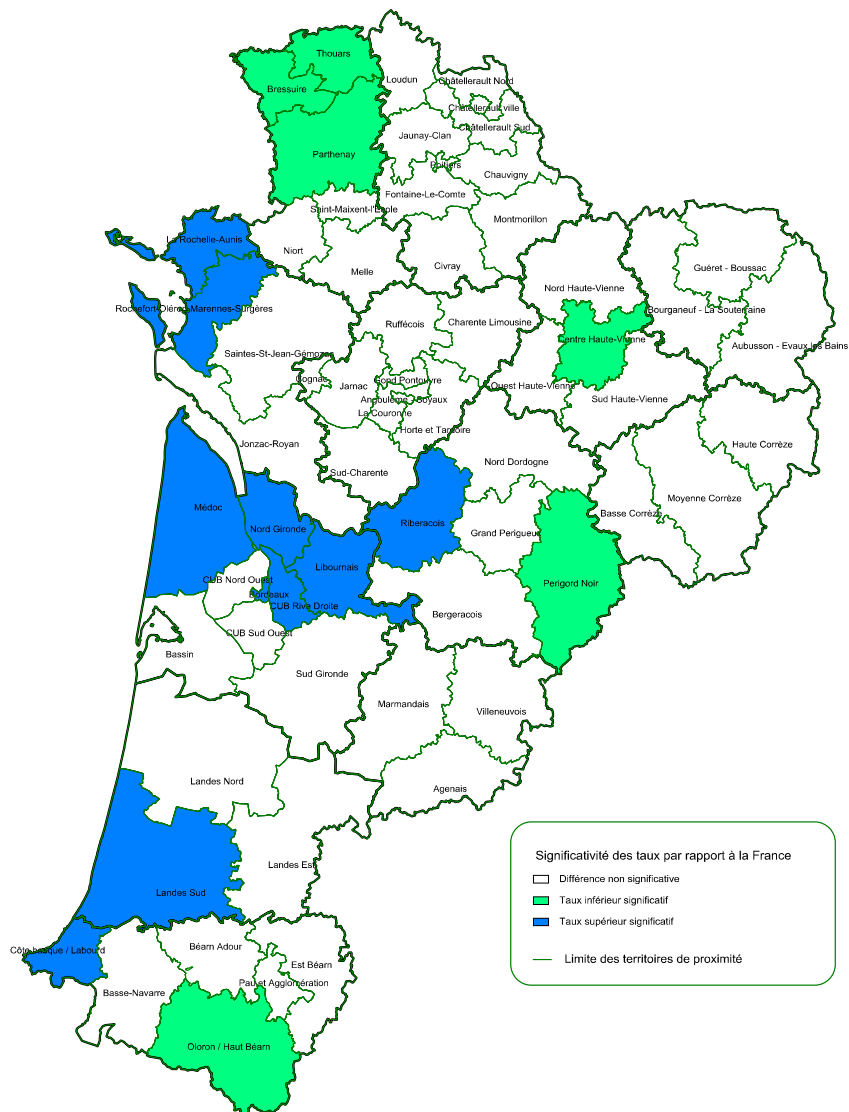 Thouars
Loudun
Châtellerault Nord
Bressuire
Châtellerault ville
Châtellerault Sud
Jaunay-Clan
Parthenay
Poitiers
Chauvigny
Fontaine-Le-Comte
Saint-Maixent-l'Ecole
Montmorillon
La Rochelle-Aunis
Niort
Melle
Civray
Guéret - Boussac
Nord Haute-Vienne
Rochefort-Oléron-Marennes-Surgères
Bourganeuf - La Souterraine
Ruffécois
Charente Limousine
Centre Haute-Vienne
Aubusson - Evaux les Bains
Saintes-St-Jean-Gémozac
Cognac
Jarnac
Gond Pontouvre
Ouest Haute-Vienne
Angoulême - Soyaux
Sud Haute-Vienne
La Couronne
Horte et Tardoire
Jonzac-Royan
Haute Corrèze
Nord Dordogne
Sud-Charente
Moyenne Corrèze
Médoc
Basse Corrèze
Riberacois
Nord Gironde
Grand Perigueux
Libournais
CUB Nord Ouest
Perigord Noir
Bordeaux
CUB Rive Droite
Bergeracois
CUB Sud Ouest
Bassin
Sud Gironde
Marmandais
Villeneuvois
Landes Nord
Agenais
Landes Est
Landes Sud
Côte basque / Labourd
Béarn Adour
Est Béarn
Pau et Agglomération
Basse-Navarre
Oloron / Haut Béarn
Significativité des taux par rapport à la France
Différence non significative
Taux inférieur significatif
Taux supérieur significatif
Limite des territoires de proximité